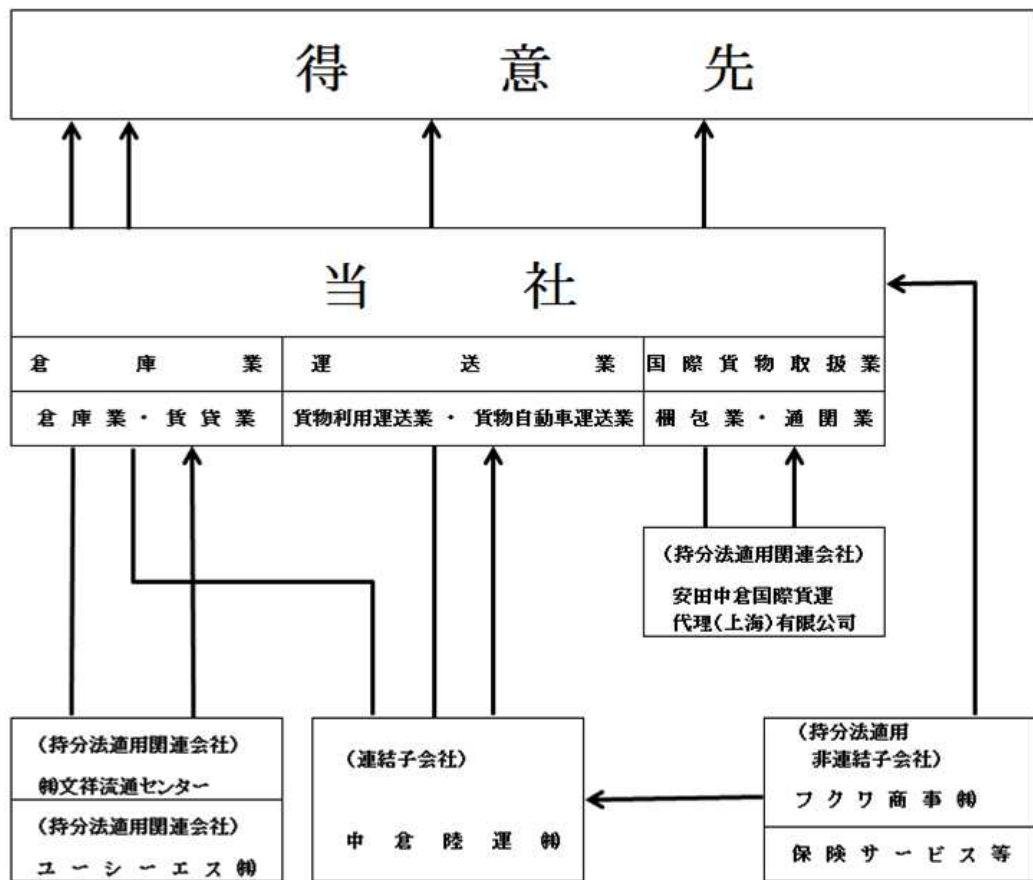 得意先
当社
倉庫業 運送業 国際貨物取扱業
倉庫業・賃貸業 貨物利用運送業・貨物自動車運送業 梱包業・通関業
(持分法適用関連会社)
安田中倉国際貨運
代理(上海)有限公司
(持分法適用関連会社)
㈱文祥流通センター
(持分法適用関連会社)
ユーシーエス㈱
(連結子会社)
中倉陸運㈱
(持分法適用
非連結子会社)
フクワ商事㈱
保険サービス等